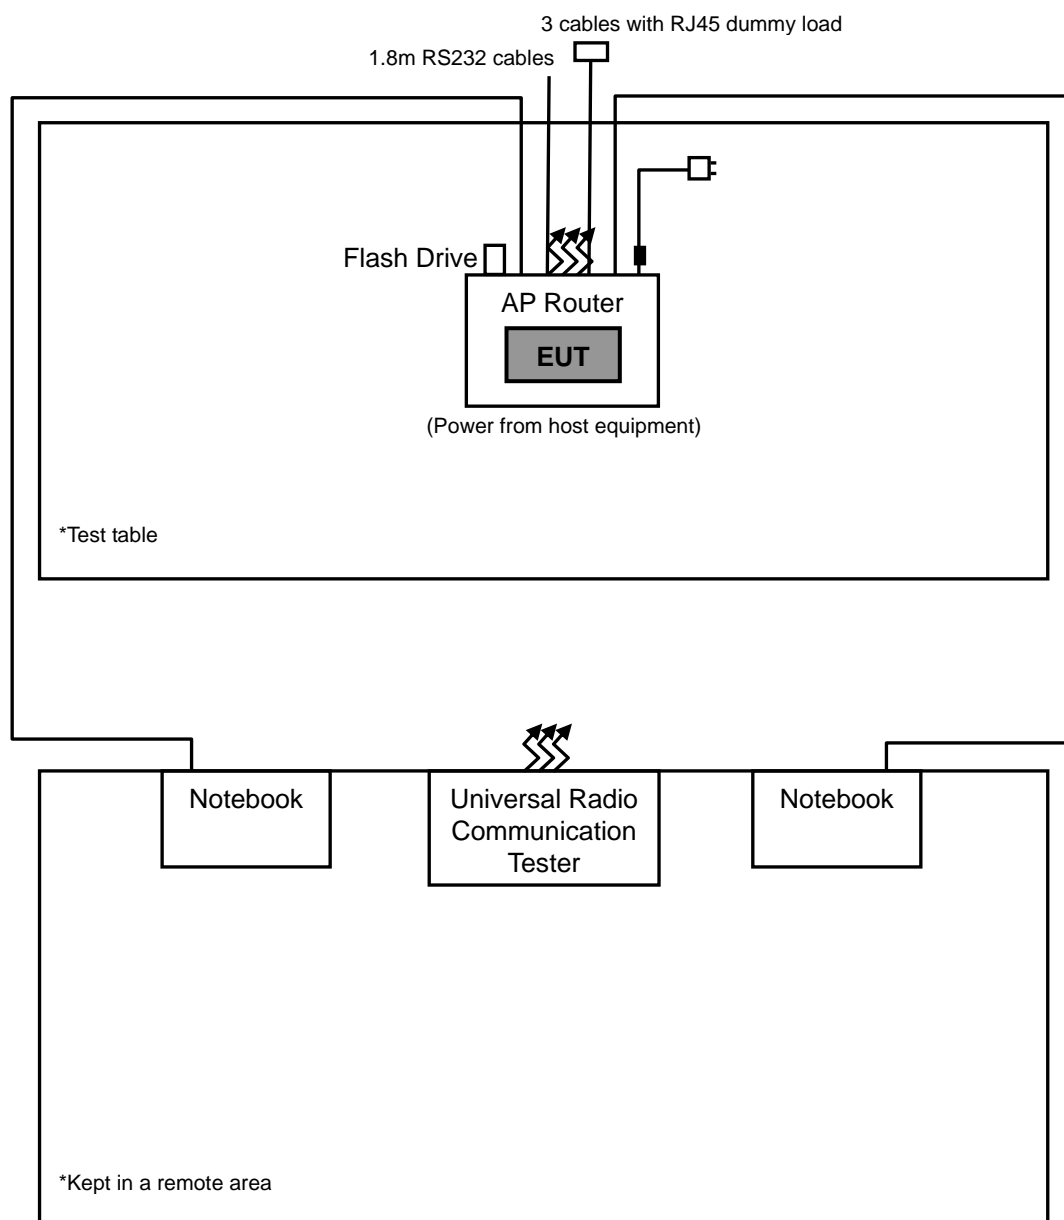 3 cables with RJ45 dummy load
1.8m RS232 cables
Flash Drive
AP Router
EUT
(Power from host equipment)
*Test table
Notebook
Universal Radio
Communication
Tester
Notebook
*Kept in a remote area